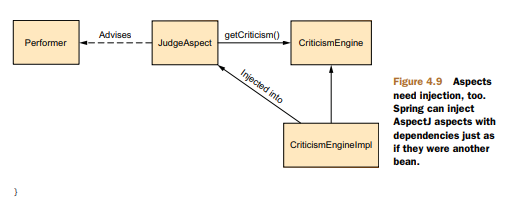 Performer
Advises
JudgeAspect
getCriticism()
CriticismEngine
Injected into
CriticismEngineImpl
Figure 4.9 Aspects
need injection, too.
Spring can inject
AspectJ aspects with
dependencies just as
if they were another
bean.
}